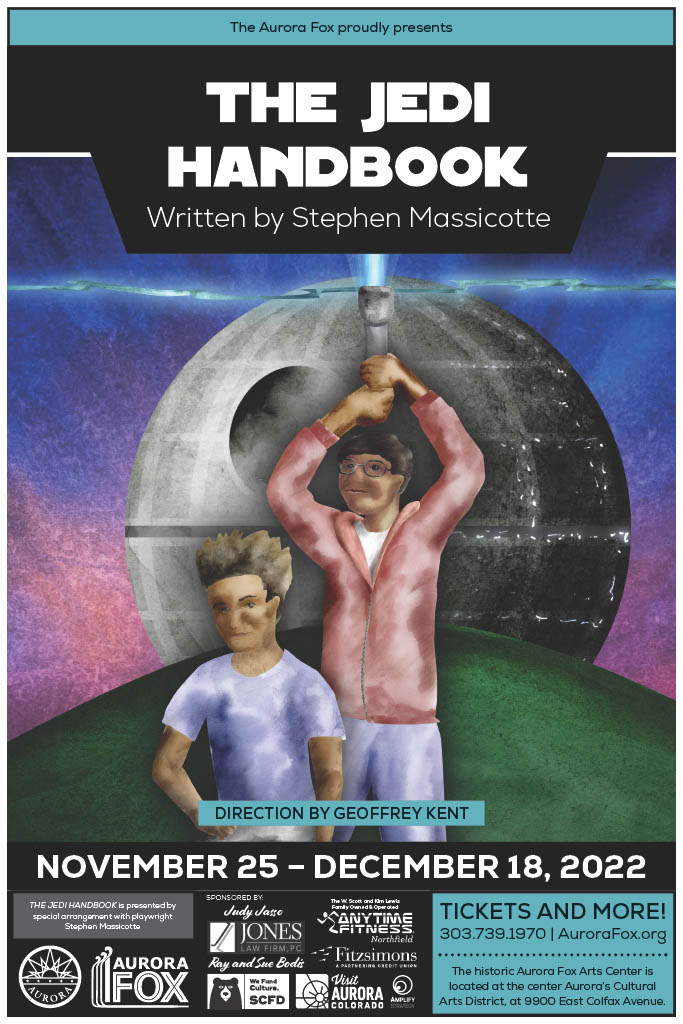 The Aurora Fox proudly presents
THE JEDI
HANDBOOK
Written by Stephen Massicotte
DIRECTION BY GEOFFREY KENT
NOVEMBER 25 – DECEMBER 18, 2022
THE JEDI HANDBOOK is presented by
special arrangement with playwright
Stephen Massicotte
AURORA
AURORA
FOX
SPONSORED BY:
Judy Jasse
JONES
LAW FIRM, PC
Ray and Sue Bodis
We Fund
Culture.
SCFD
The W. Scott and Kim Lewis
Family Owned & Operated
ANYTIME
FITNESS
Northfield
Fitzsimons
A PARTNERING CREDIT UNION
Visit
AURORA
COLORADO
AMPLIFY
STRATEGY
TICKETS AND MORE!
303.739.1970 | AuroraFox.org
The historic Aurora Fox Arts Center is
located at the center Aurora's Cultural
Arts District, at 9900 East Colfax Avenue.